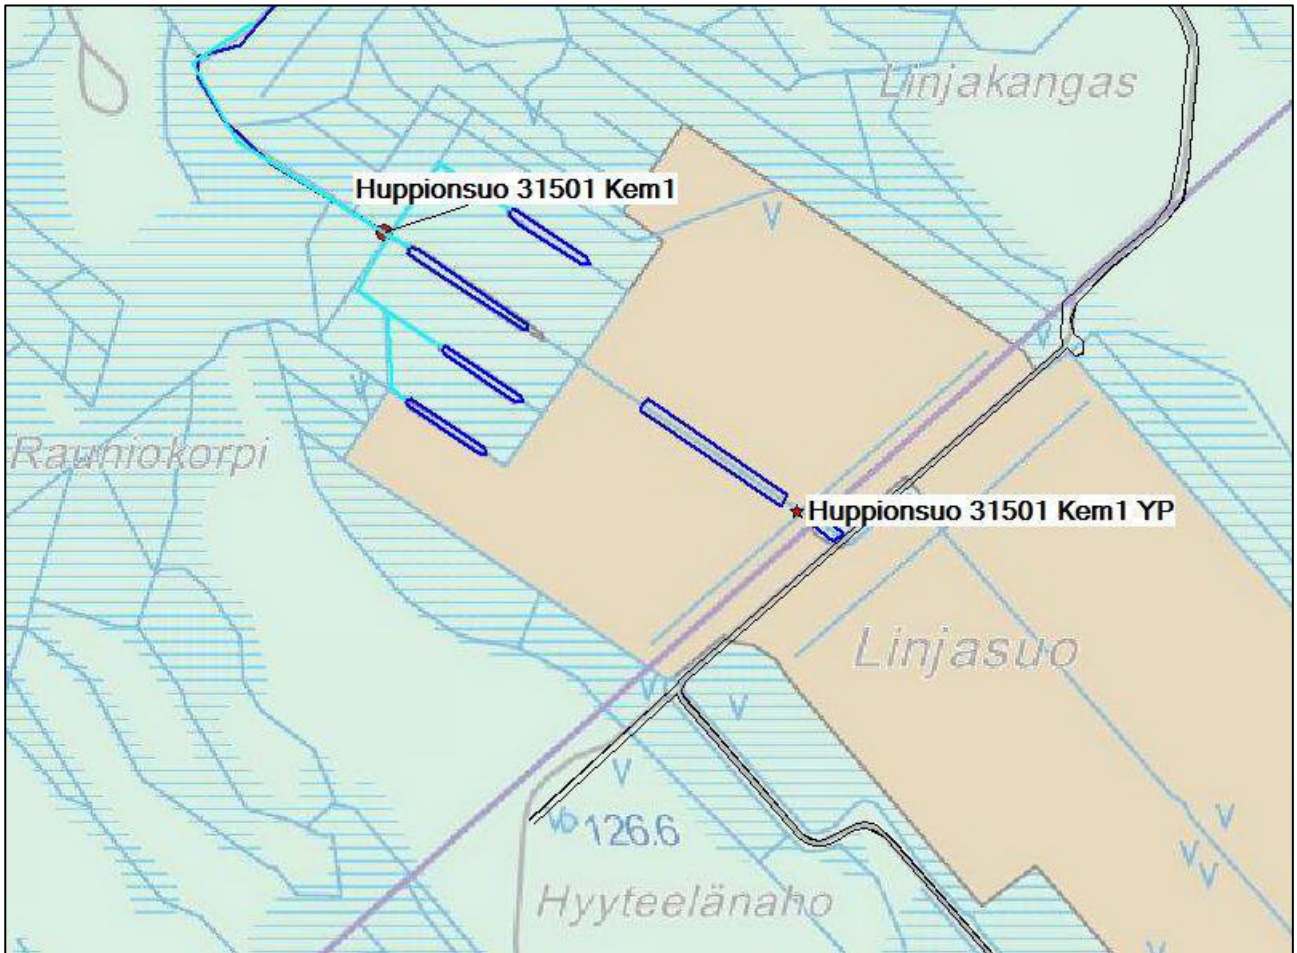 Linjakangas
Huppionsuo 31501 Kem1
Rauniokorpi
Huppionsuo 31501 Kem1 YP
Linjasuo
126.6
Hyyteelänaho